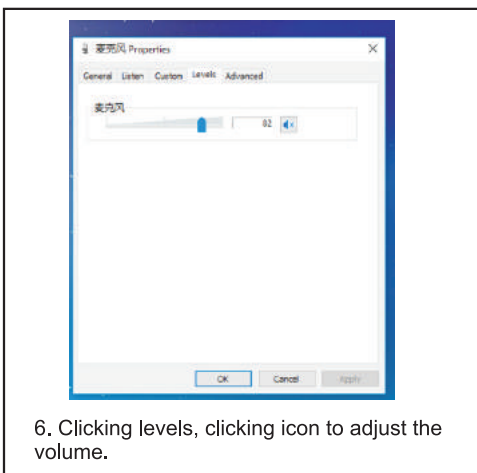 麦克风 Properties
General Listen Custom Levels Advanced
麦克风
82
OK Cancel Apply
6. Clicking levels, clicking icon to adjust the
volume.